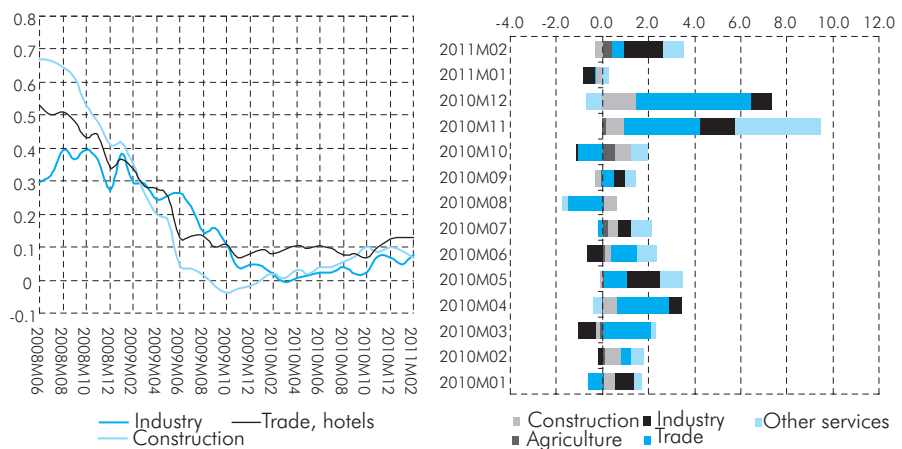 0.8
0.7
0.6
0.5
0.4
0.3
0.2
0.1
0
-0.1
2008M06
2008M08
2008M10
2008M12
2009M02
2009M04
2009M06
2009M08
2009M10
2009M12
2010M02
2010M04
2010M06
2010M08
2010M10
2010M12
2011M02
Industry
Trade, hotels
Construction
-4.0 -2.0 0.0 2.0 4.0 6.0 8.0 10.0 12.0
2011M02
2011M01
2010M12
2010M11
2010M10
2010M09
2010M08
2010M07
2010M06
2010M05
2010M04
2010M03
2010M02
2010M01
Construction Industry Other services
Agriculture Trade